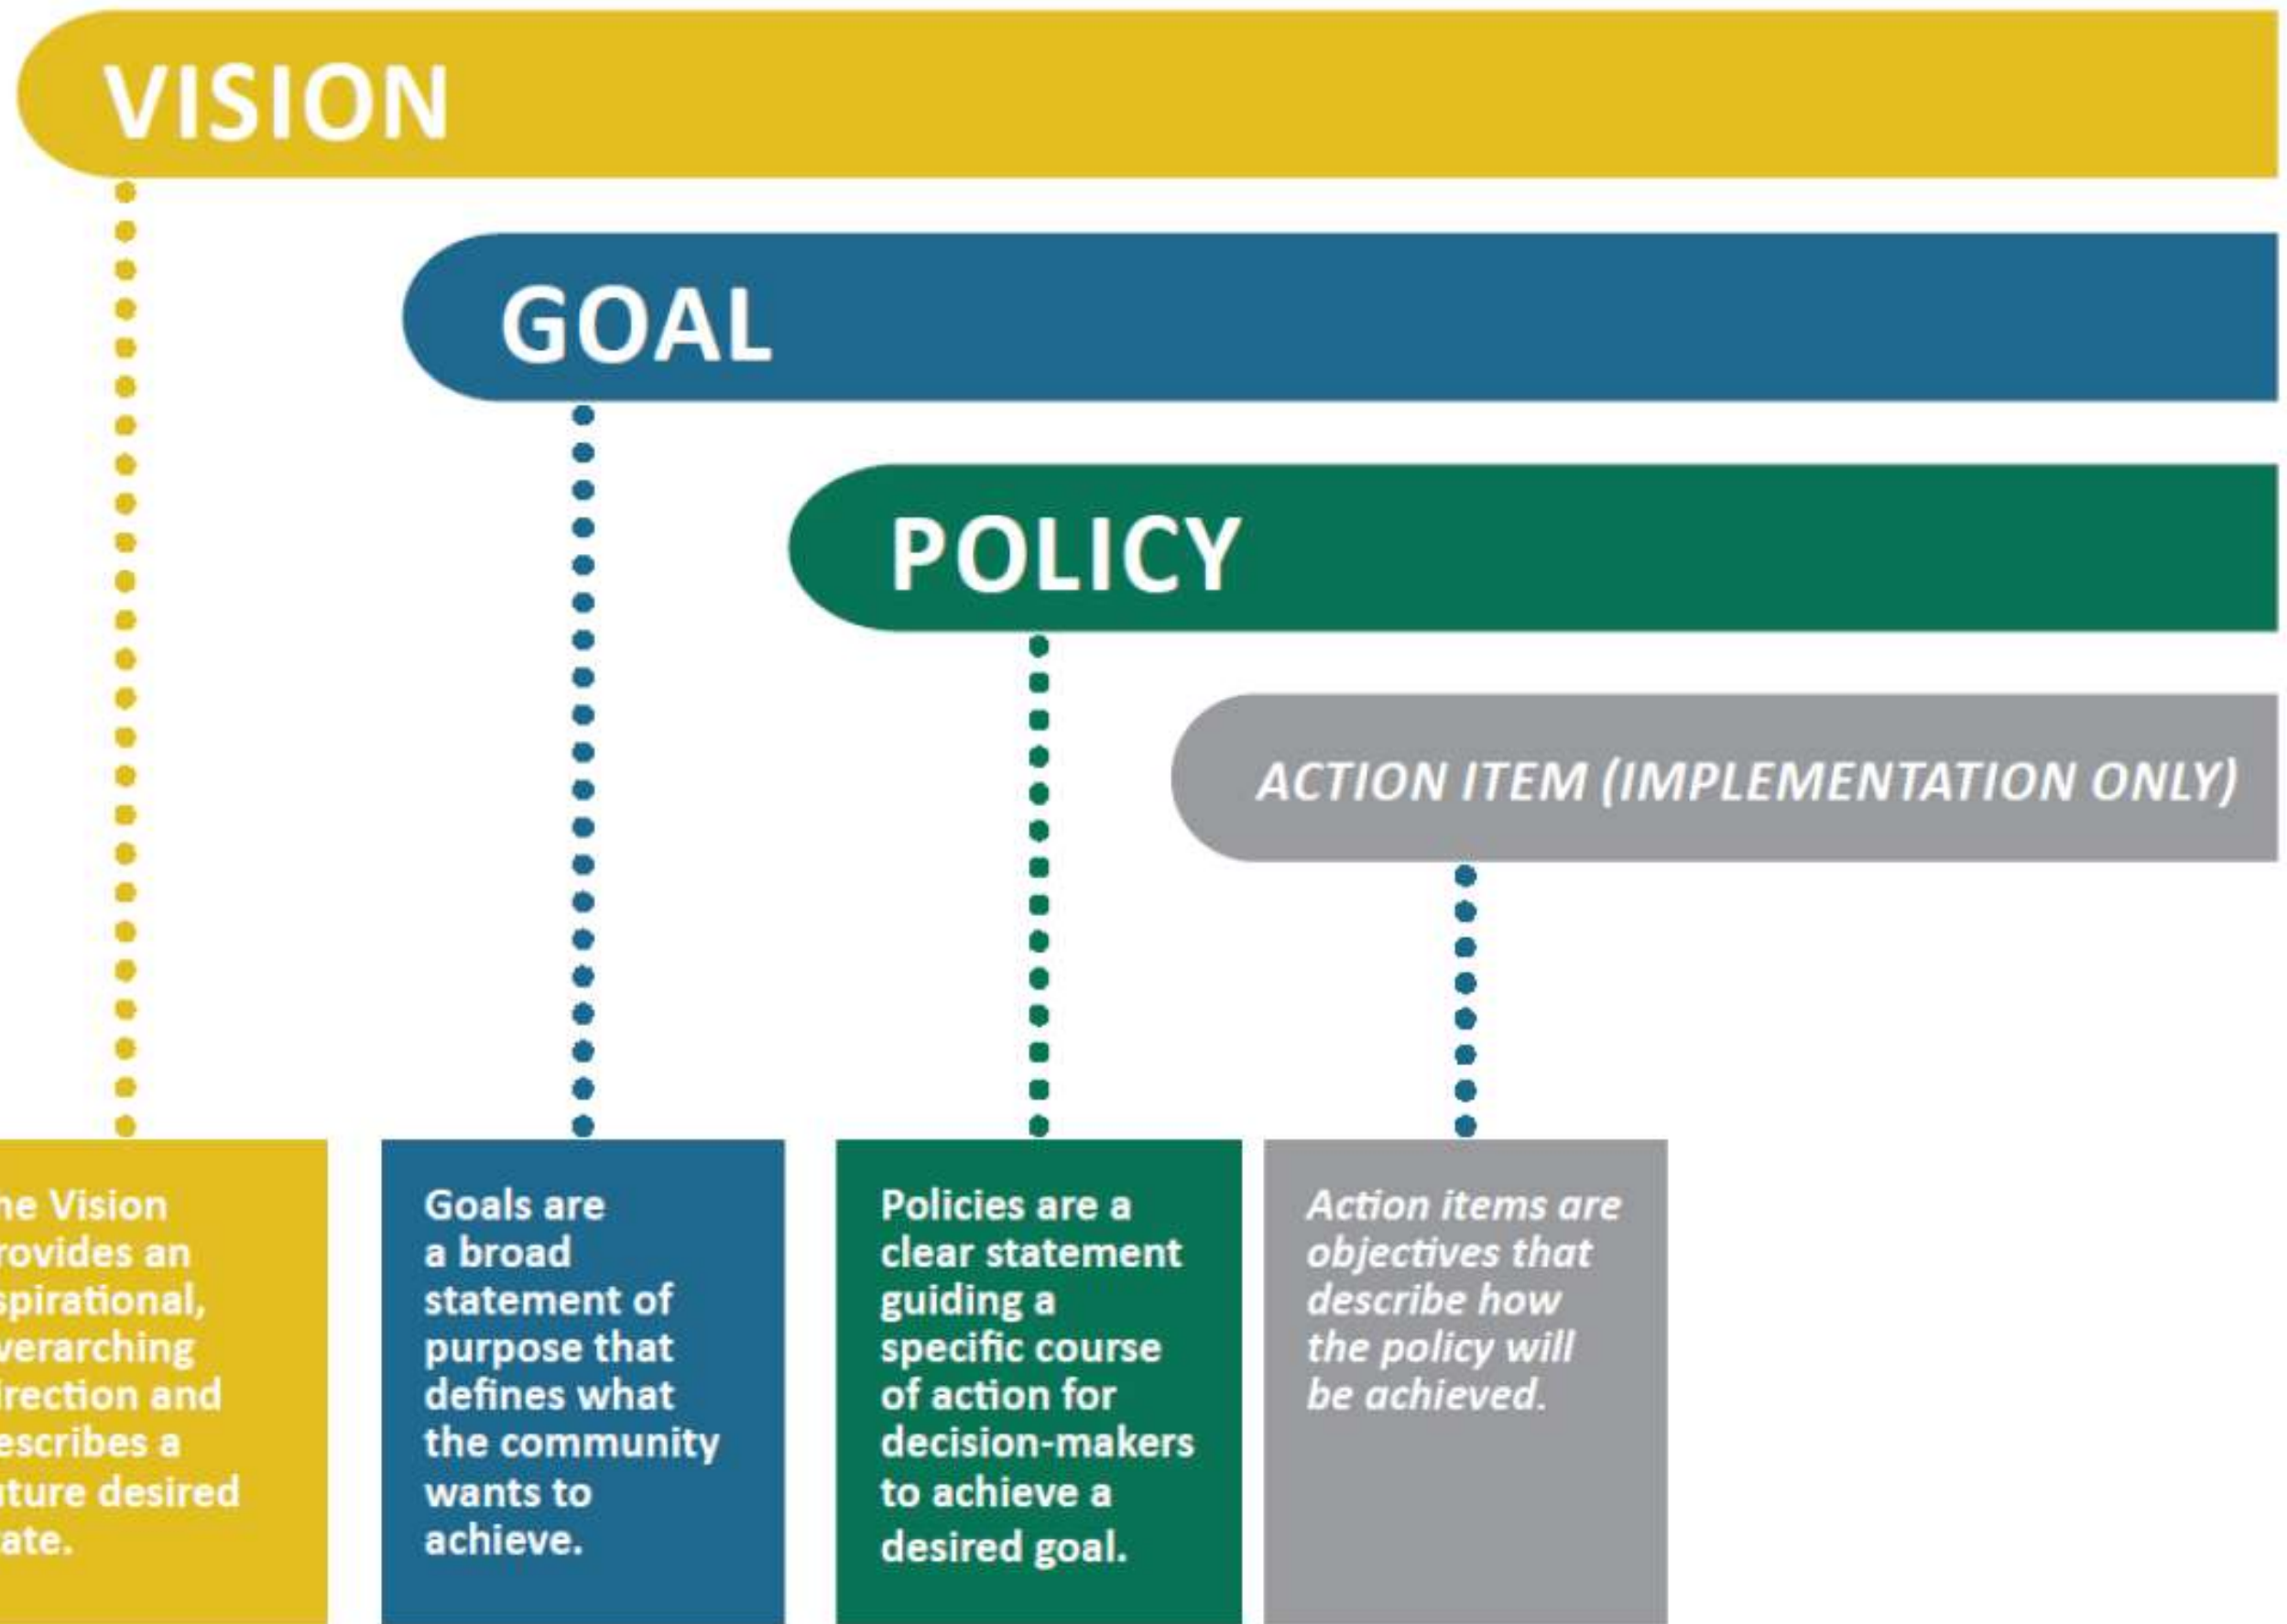 VISION
GOAL
POLICY
ACTION ITEM (IMPLEMENTATION ONLY)
he Vision
rovides an
spirational,
verarching
irection and
escribes a
ture desired
ate.
Goals are
a broad
statement of
purpose that
defines what
the community
wants to
achieve.
Policies are a
clear statement
guiding a
specific course
of action for
decision-makers
to achieve a
desired goal.
Action items are
objectives that
describe how
the policy will
be achieved.